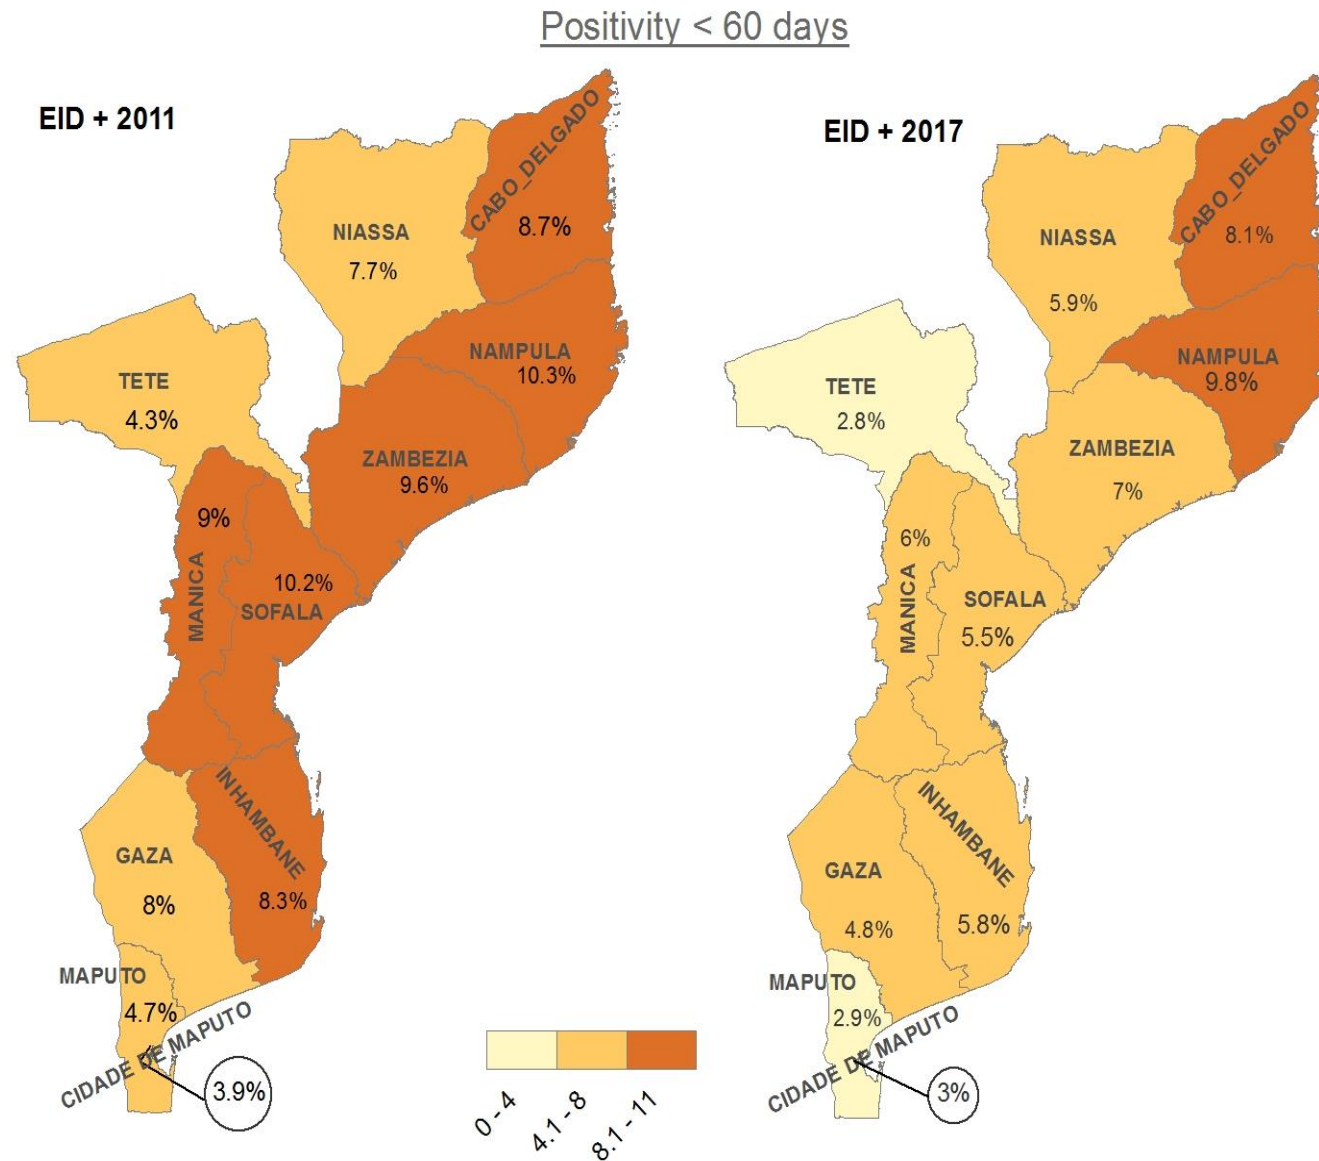 Positivity < 60 days
EID + 2011
CABO_DELGADO
8.7%
NIASSA
7.7%
NAMPULA
10.3%
TETE
4.3%
ZAMBEZIA
9.6%
9%
MANICA
10.2%
SOFALA
INHAMBANE
8.3%
GAZA
8%
MAPUTO
4.7%
CIDADE DE MAPUTO
3.9%
0 - 4
4.1 - 8
8.1 - 11
EID + 2017
CABO_DELGADO
8.1%
NIASSA
5.9%
NAMPULA
9.8%
TETE
2.8%
ZAMBEZIA
7%
6%
MANICA
SOFALA
5.5%
INHAMBANE
5.8%
GAZA
4.8%
MAPUTO
2.9%
CIDADE DE MAPUTO
3%